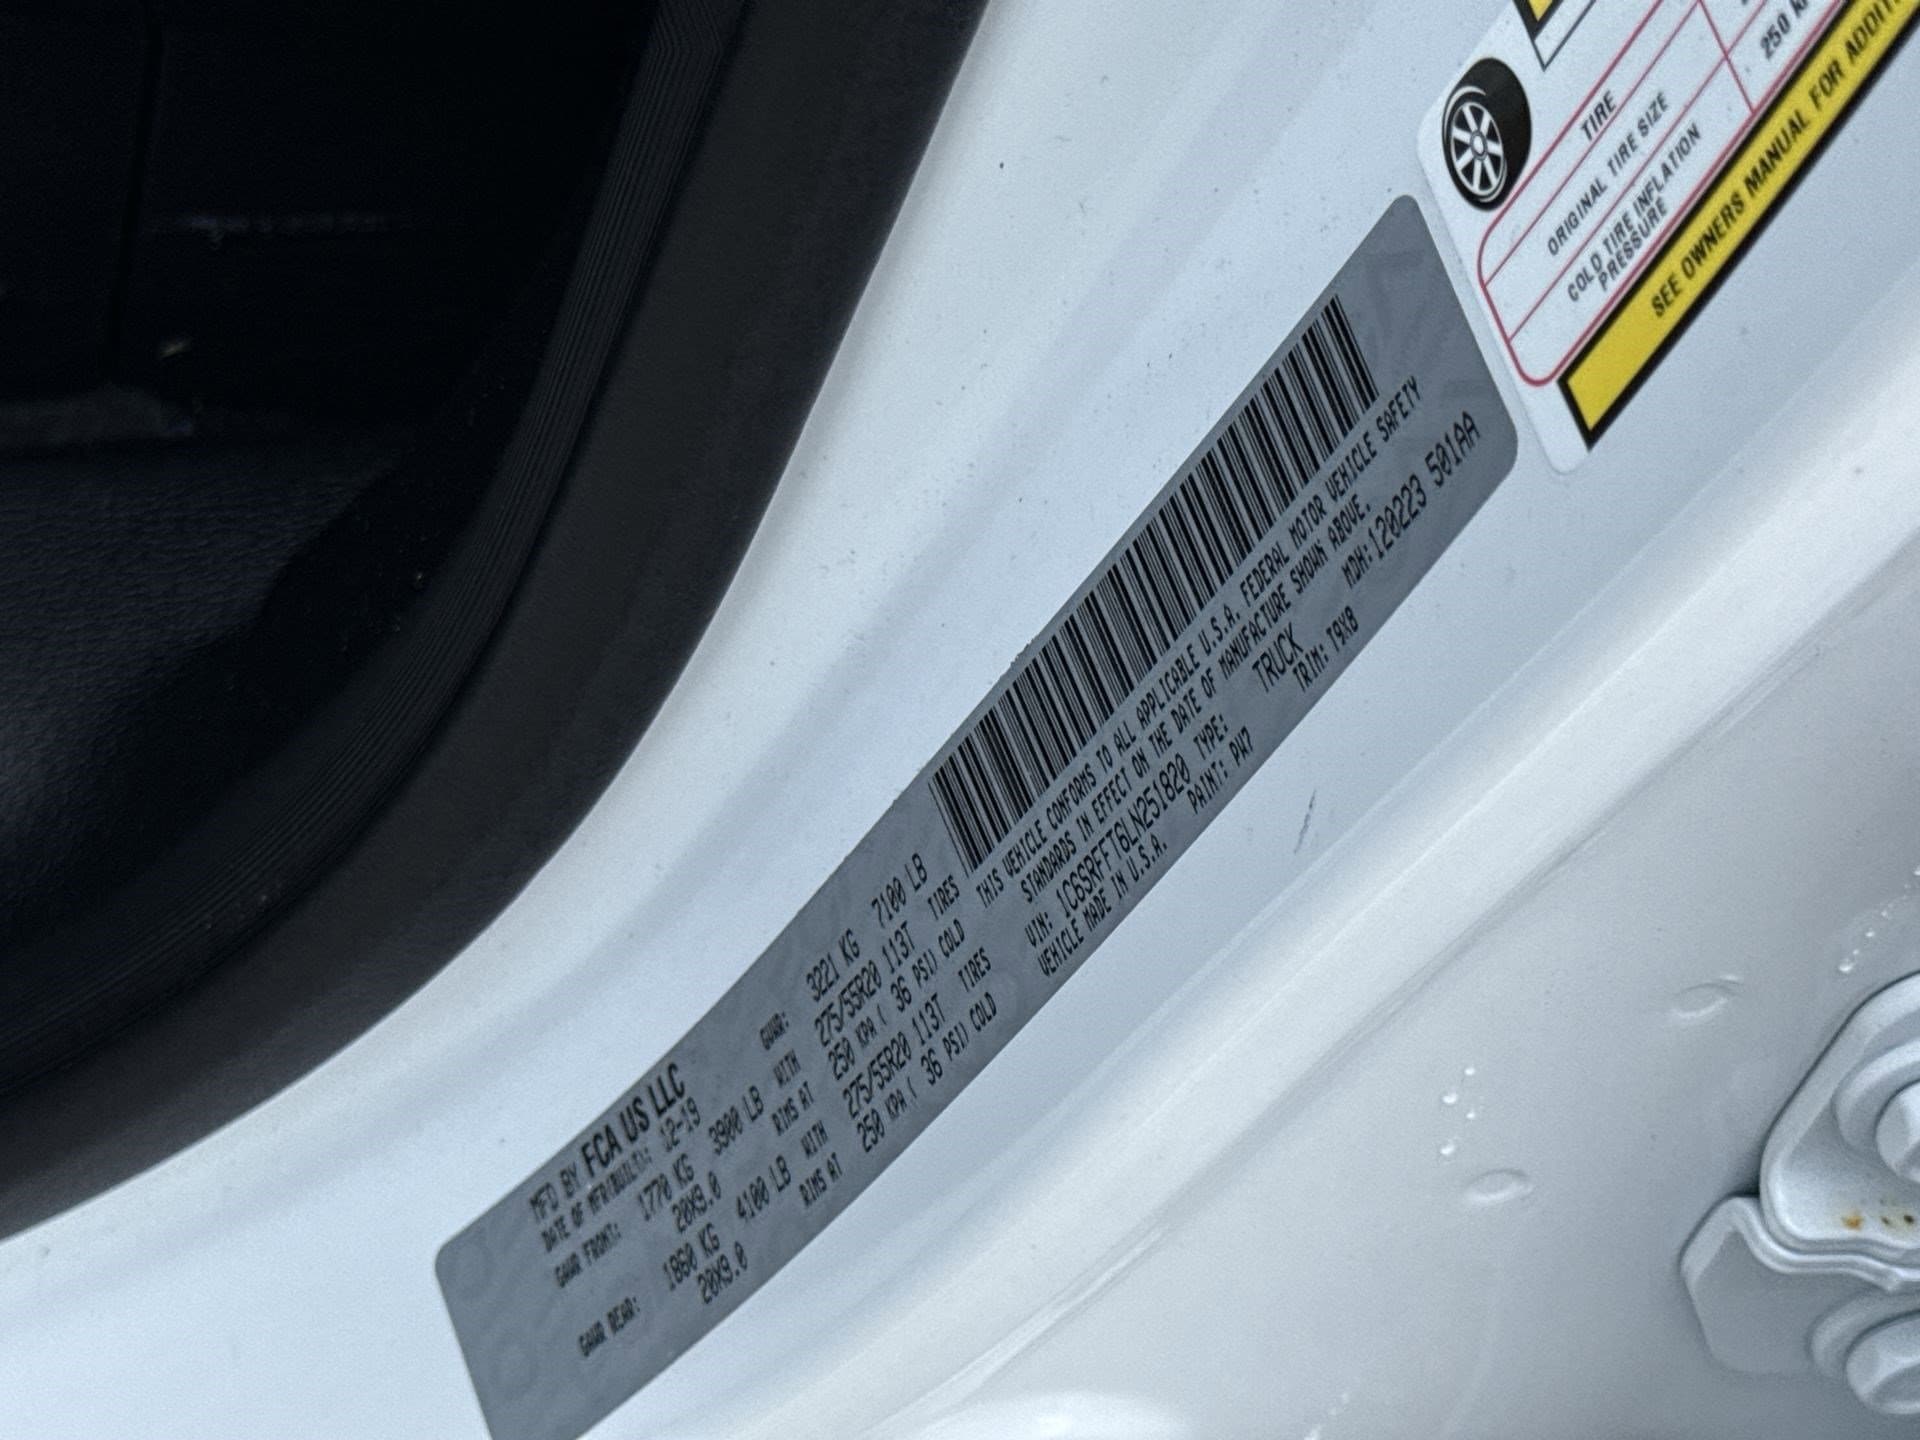 MFD BY FCA US LLC GVWR: 3221 KG 7100 LB
DATE OF MFR(BUILT): 12-19
GAWR FRONT: 1770 KG 3900 LB WITH 275/55R20 113T TIRES
20X9.0 RIMS AT 250 KPA ( 36 PSI) COLD
GAWR REAR: 1860 KG 4100 LB WITH 275/55R20 113T TIRES
20X9.0 RIMS AT 250 KPA ( 36 PSI) COLD
THIS VEHICLE CONFORMS TO ALL APPLICABLE U.S.A. FEDERAL MOTOR VEHICLE SAFETY
STANDARDS IN EFFECT ON THE DATE OF MANUFACTURE SHOWN ABOVE.
VIN: 1C6SRFFT6LN251820 TYPE: TRUCK MDH: 120223 501AA
VEHICLE MADE IN U.S.A. PAINT: PW7 TRIM: T9X8
TIRE
ORIGINAL TIRE SIZE
COLD TIRE INFLATION
PRESSURE
250
SEE OWNERS MANUAL FOR